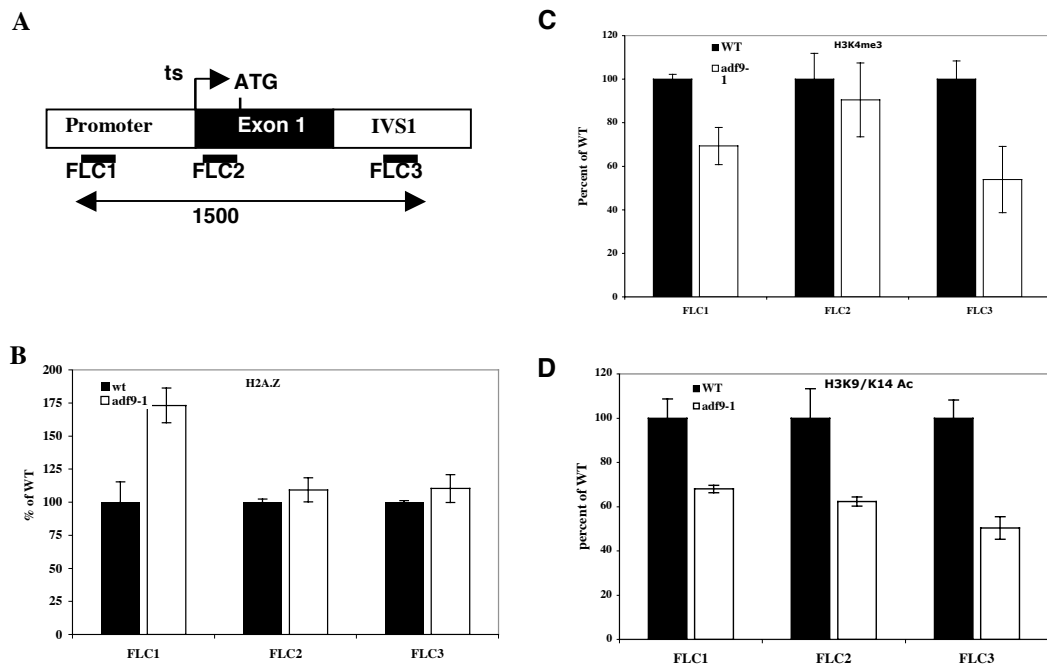 A
ts
ATG
Promoter
Exon 1
IVS1
FLC1
FLC2
FLC3
1500
B
200
175
150
125
100
75
50
25
0
% of WT
wt
adf9-1
H2A.Z
FLC1
FLC2
FLC3
C
120
100
80
60
40
20
0
Percent of WT
WT
adf9-
1
H3K4me3
FLC1
FLC2
FLC3
D
120
100
80
60
40
20
0
percent of WT
WT
adf9-1
H3K9/K14 Ac
FLC1
FLC2
FLC3